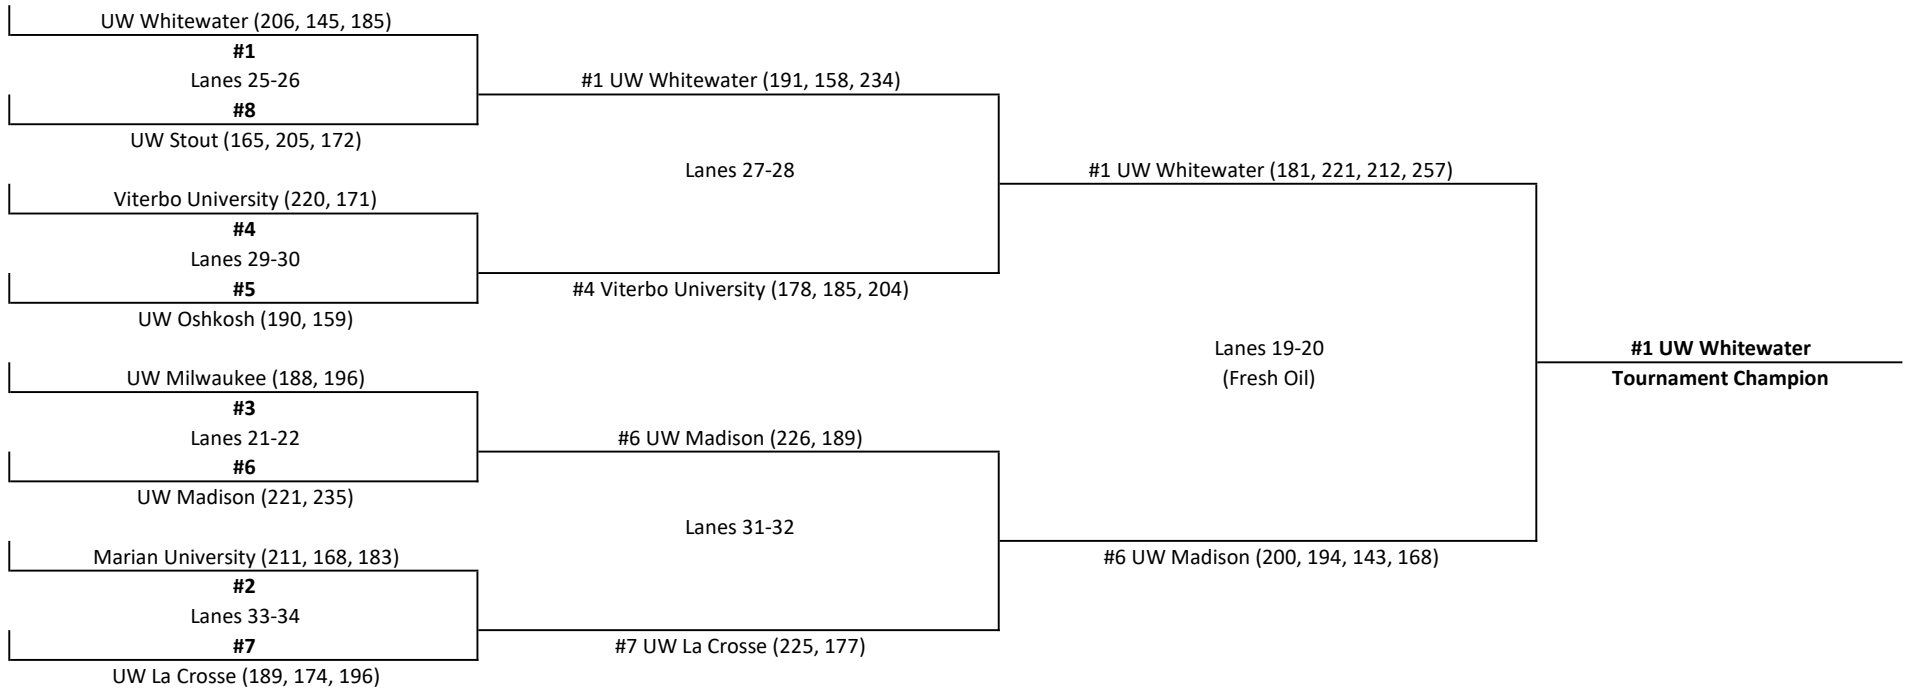 UW Whitewater (206, 145, 185)
#1
Lanes 25-26
#8
UW Stout (165, 205, 172)
Viterbo University (220, 171)
#4
Lanes 29-30
#5
UW Oshkosh (190, 159)
UW Milwaukee (188, 196)
#3
Lanes 21-22
#6
UW Madison (221, 235)
Marian University (211, 168, 183)
#2
Lanes 33-34
#7
UW La Crosse (189, 174, 196)
#1 UW Whitewater (191, 158, 234)
Lanes 27-28
#4 Viterbo University (178, 185, 204)
#6 UW Madison (226, 189)
Lanes 31-32
#7 UW La Crosse (225, 177)
#1 UW Whitewater (181, 221, 212, 257)
Lanes 19-20
(Fresh Oil)
#6 UW Madison (200, 194, 143, 168)
#1 UW Whitewater
Tournament Champion